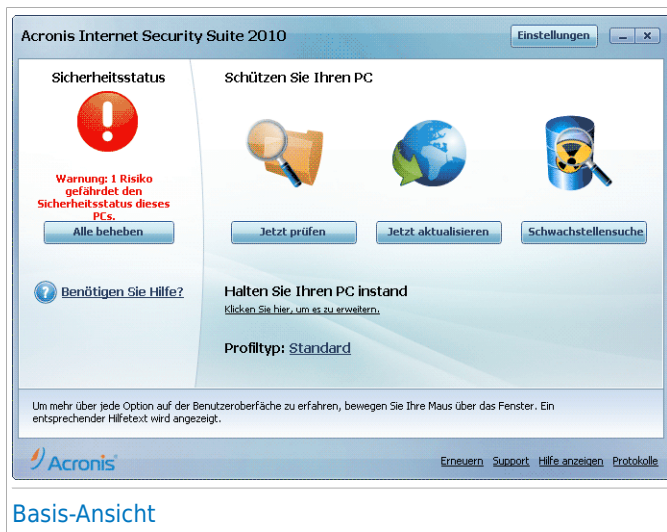 Acronis Internet Security Suite 2010
Einstellungen
Sicherheitsstatus
Warnung: 1 Risiko
gefährdet den
Sicherheitsstatus dieses
PCs.
Alle beheben
Benötigen Sie Hilfe?
Schützen Sie Ihren PC
Jetzt prüfen
Jetzt aktualisieren
Schwachstellensuche
Halten Sie Ihren PC instand
Klicken Sie hier, um es zu erweitern.
Profiltyp: Standard
Um mehr über jede Option auf der Benutzeroberfäche zu erfahren, bewegen Sie Ihre Maus über das Fenster. Ein
entsprechender Hilfetext wird angezeigt.
Acronis
Erneuern Support Hilfe anzeigen Protokolle
Basis-Ansicht